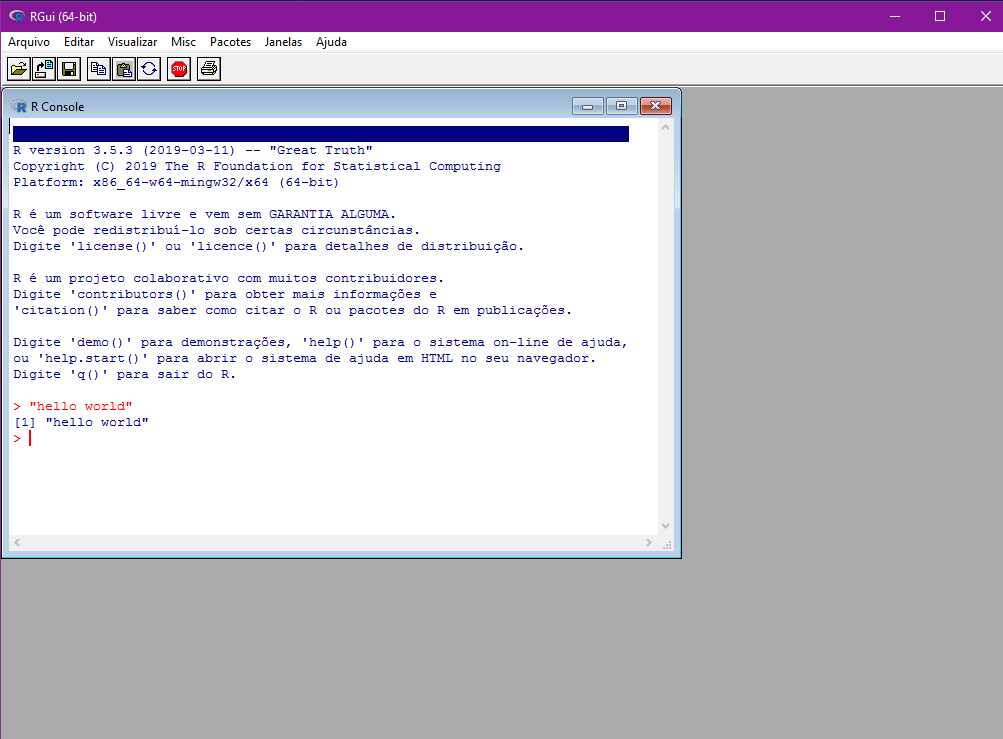 RGui (64-bit)
Arquivo Editar Visualizar Misc Pacotes Janelas Ajuda
STOP
R Console
R version 3.5.3 (2019-03-11) -- "Great Truth"
Copyright (C) 2019 The R Foundation for Statistical Computing
Platform: x86_64-w64-mingw32/x64 (64-bit)
R é um software livre e vem sem GARANTIA ALGUMA.
Você pode redistribuí-lo sob certas circunstâncias.
Digite 'license()' ou 'licence()' para detalhes de distribuição.
R é um projeto colaborativo com muitos contribuidores.
Digite 'contributors()' para obter mais informações e
'citation()' para saber como citar o R ou pacotes do R em publicações.
Digite 'demo()' para demonstrações, 'help()' para o sistema on-line de ajuda,
ou 'help.start()' para abrir o sistema de ajuda em HTML no seu navegador.
Digite 'q()' para sair do R.
> "hello world"
[1] "hello world"
>